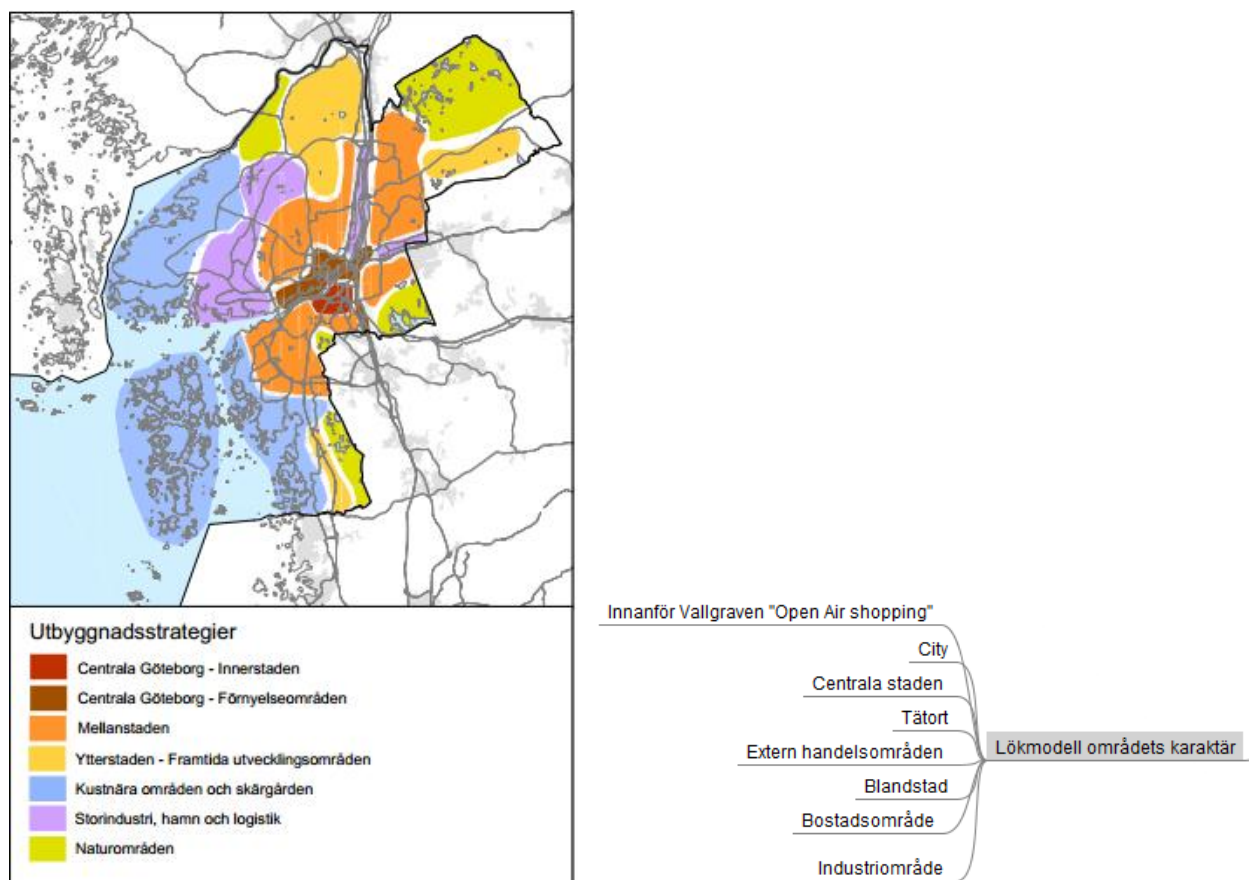 Utbyggnadsstrategier
Centrala Göteborg - Innerstaden
Centrala Göteborg - Förnyelseområden
Mellanstaden
Ytterstaden - Framtida utvecklingsområden
Kustnära områden och skärgården
Storindustri, hamn och logistik
Naturområden
Innanför Vallgraven "Open Air shopping"
City
Centrala staden
Tätort
Extern handelsområden
Blandstad
Bostadsområde
Industriområde
Lökmodell områdets karaktär